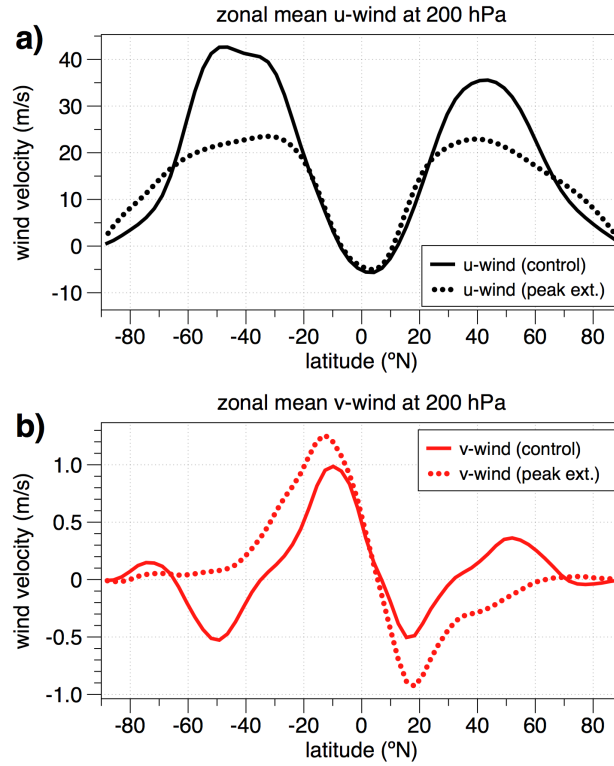 zonal mean u-wind at 200 hPa
a)
wind velocity (m/s)
40
30
20
10
0
-10
u-wind (control)
u-wind (peak ext.)
-80 -60 -40 -20 0 20 40 60 80
latitude (ºN)
zonal mean v-wind at 200 hPa
b)
wind velocity (m/s)
1.0
0.5
0
-0.5
-1.0
v-wind (control)
v-wind (peak ext.)
-80 -60 -40 -20 0 20 40 60 80
latitude (ºN)